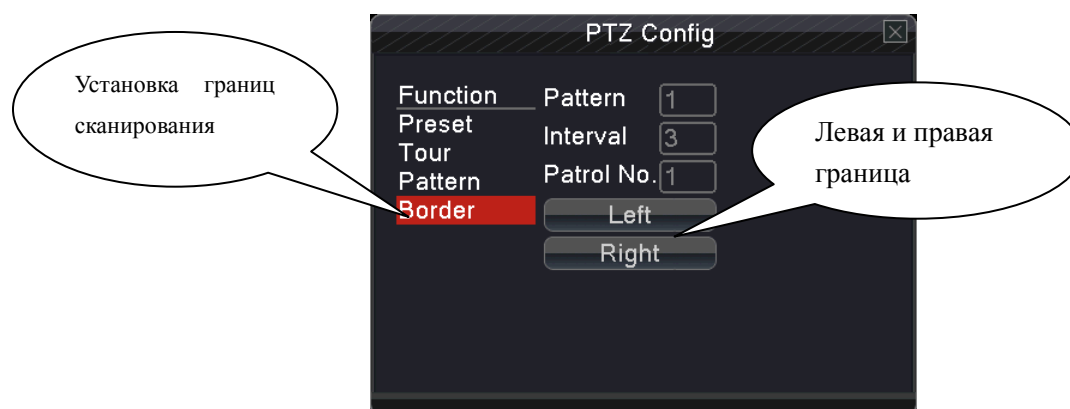 PTZ Config
Установка границ
сканирования
Function
Preset
Tour
Pattern
Border
Pattern 1
Interval 3
Patrol No. 1
Left
Right
Левая и правая
граница